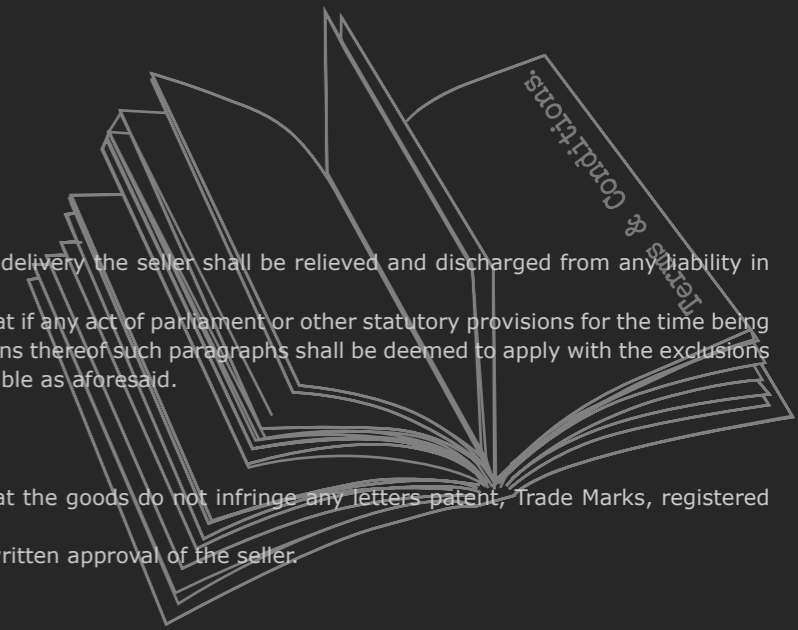 Terms & Conditions.
delivery the seller shall be relieved and discharged from any liability in
at if any act of parliament or other statutory provisions for the time being
ns thereof such paragraphs shall be deemed to apply with the exclusions
ble as aforesaid.
at the goods do not infringe any letters patent, Trade Marks, registered
ritten approval of the seller.